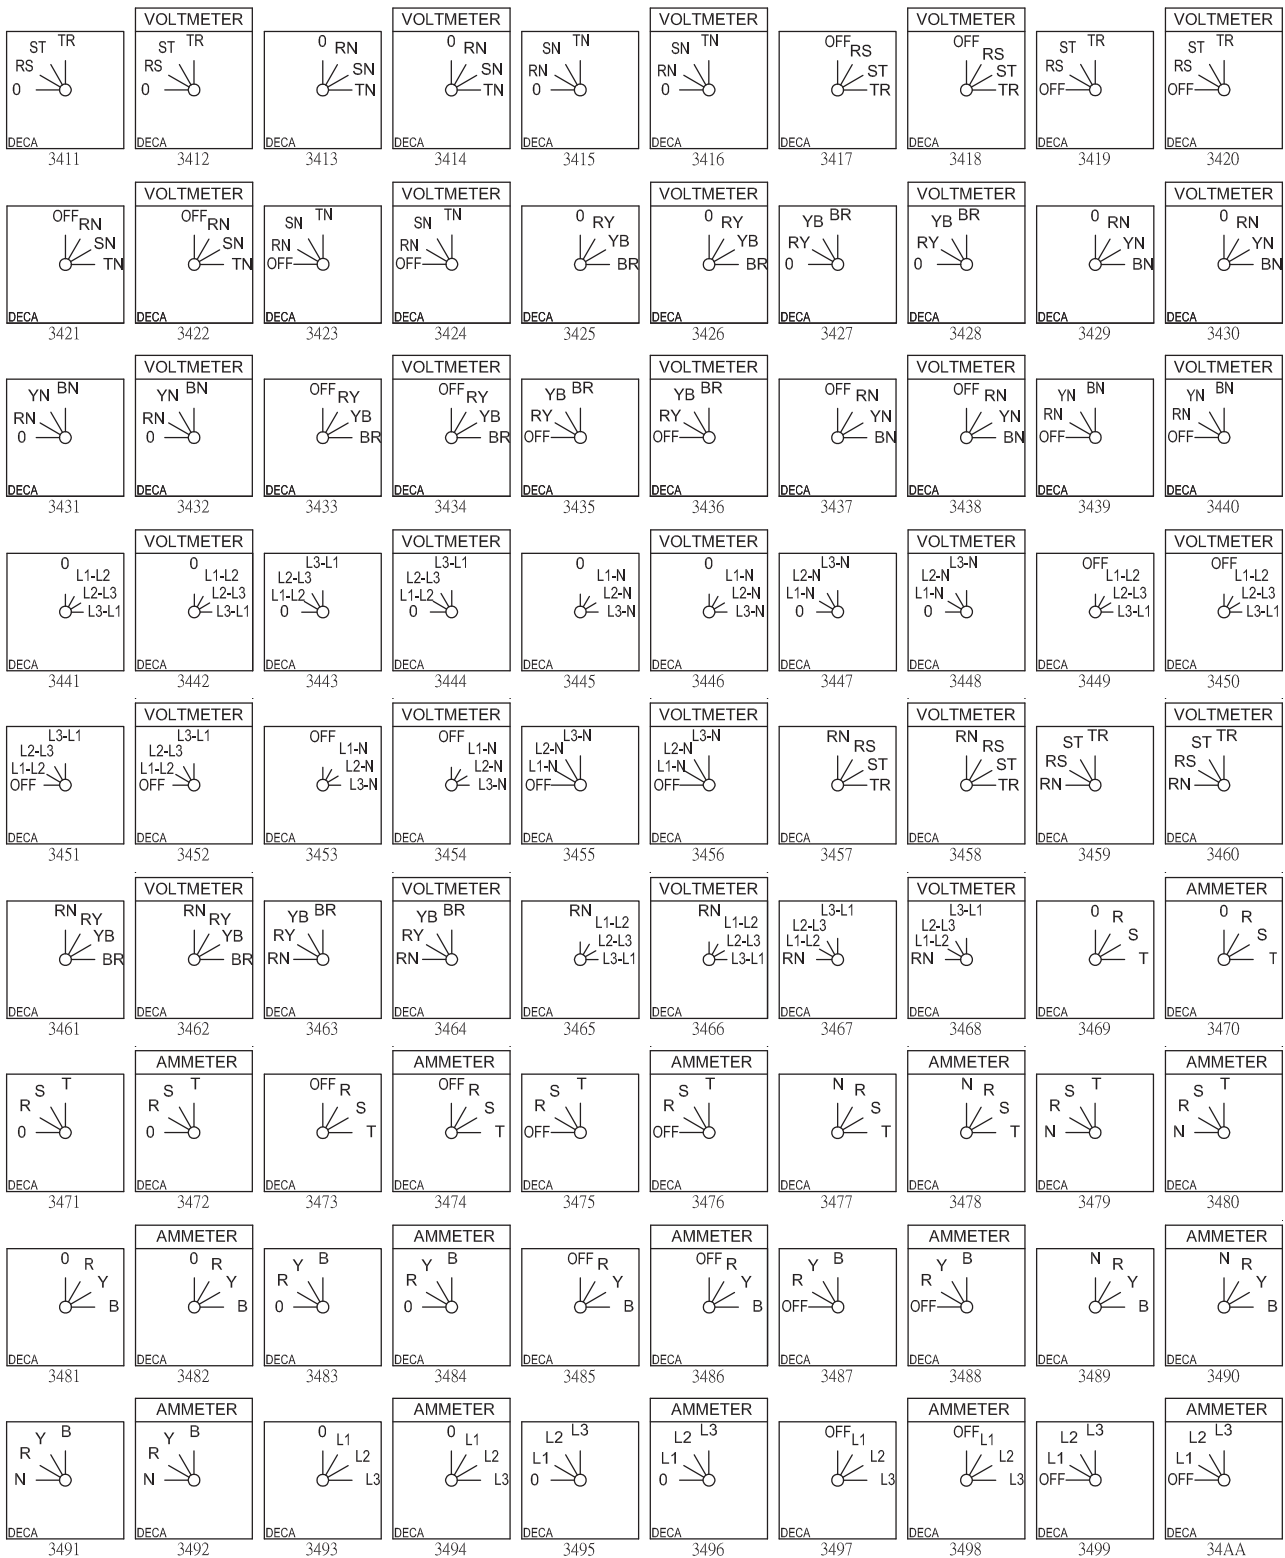 VOLTMETER VOLTMETER VOLTMETER VOLTMETER VOLTMETER
0 RS ST TR DECA 3411
0 RS ST TR DECA 3412
0 RN SN TN DECA 3413
0 RN SN TN DECA 3414
0 RN SN TN DECA 3415
0 RN SN TN DECA 3416
OFF RS ST TR DECA 3417
OFF RS ST TR DECA 3418
OFF RS ST TR DECA 3419
OFF RS ST TR DECA 3420
VOLTMETER VOLTMETER VOLTMETER VOLTMETER VOLTMETER
OFF RN SN TN DECA 3421
OFF RN SN TN DECA 3422
OFF RN SN TN DECA 3423
OFF RN SN TN DECA 3424
0 RY YB BR DECA 3425
0 RY YB BR DECA 3426
0 RY YB BR DECA 3427
0 RY YB BR DECA 3428
0 RN YN BN DECA 3429
0 RN YN BN DECA 3430
VOLTMETER VOLTMETER VOLTMETER VOLTMETER VOLTMETER
0 RN YN BN DECA 3431
0 RN YN BN DECA 3432
OFF RY YB BR DECA 3433
OFF RY YB BR DECA 3434
OFF RY YB BR DECA 3435
OFF RY YB BR DECA 3436
OFF RN YN BN DECA 3437
OFF RN YN BN DECA 3438
OFF RN YN BN DECA 3439
OFF RN YN BN DECA 3440
VOLTMETER VOLTMETER VOLTMETER VOLTMETER VOLTMETER
0 L1-L2 L2-L3 L3-L1 DECA 3441
0 L1-L2 L2-L3 L3-L1 DECA 3442
0 L1-L2 L2-L3 L3-L1 DECA 3443
0 L1-L2 L2-L3 L3-L1 DECA 3444
0 L1-N L2-N L3-N DECA 3445
0 L1-N L2-N L3-N DECA 3446
0 L1-N L2-N L3-N DECA 3447
0 L1-N L2-N L3-N DECA 3448
OFF L1-L2 L2-L3 L3-L1 DECA 3449
OFF L1-L2 L2-L3 L3-L1 DECA 3450
VOLTMETER VOLTMETER VOLTMETER VOLTMETER VOLTMETER
OFF L1-L2 L2-L3 L3-L1 DECA 3451
OFF L1-L2 L2-L3 L3-L1 DECA 3452
OFF L1-N L2-N L3-N DECA 3453
OFF L1-N L2-N L3-N DECA 3454
OFF L1-N L2-N L3-N DECA 3455
OFF L1-N L2-N L3-N DECA 3456
RN RS ST TR DECA 3457
RN RS ST TR DECA 3458
RN RS ST TR DECA 3459
RN RS ST TR DECA 3460
VOLTMETER VOLTMETER VOLTMETER VOLTMETER AMMETER
RN RY YB BR DECA 3461
RN RY YB BR DECA 3462
RN RY YB BR DECA 3463
RN RY YB BR DECA 3464
RN L1-L2 L2-L3 L3-L1 DECA 3465
RN L1-L2 L2-L3 L3-L1 DECA 3466
RN L1-L2 L2-L3 L3-L1 DECA 3467
RN L1-L2 L2-L3 L3-L1 DECA 3468
0 R S T DECA 3469
0 R S T DECA 3470
AMMETER AMMETER AMMETER AMMETER AMMETER
0 R S T DECA 3471
0 R S T DECA 3472
OFF R S T DECA 3473
OFF R S T DECA 3474
OFF R S T DECA 3475
OFF R S T DECA 3476
N R S T DECA 3477
N R S T DECA 3478
N R S T DECA 3479
N R S T DECA 3480
AMMETER AMMETER AMMETER AMMETER AMMETER
0 R Y B DECA 3481
0 R Y B DECA 3482
0 R Y B DECA 3483
0 R Y B DECA 3484
OFF R Y B DECA 3485
OFF R Y B DECA 3486
OFF R Y B DECA 3487
OFF R Y B DECA 3488
N R Y B DECA 3489
N R Y B DECA 3490
AMMETER AMMETER AMMETER AMMETER AMMETER
N R Y B DECA 3491
N R Y B DECA 3492
0 L1 L2 L3 DECA 3493
0 L1 L2 L3 DECA 3494
0 L1 L2 L3 DECA 3495
0 L1 L2 L3 DECA 3496
OFF L1 L2 L3 DECA 3497
OFF L1 L2 L3 DECA 3498
OFF L1 L2 L3 DECA 3499
OFF L1 L2 L3 DECA 34AA